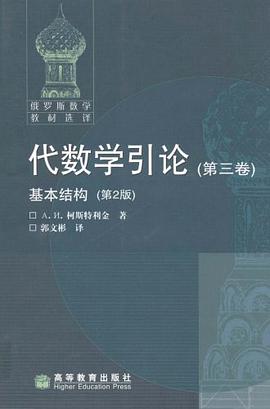 俄罗斯数学
教材选译
代数学引论(第三卷)
基本结构 (第2版)
□ А. И. 柯斯特利金 著
□ 郭文彬 译
高等教育出版社
HIGHER EDUCATION PRESS